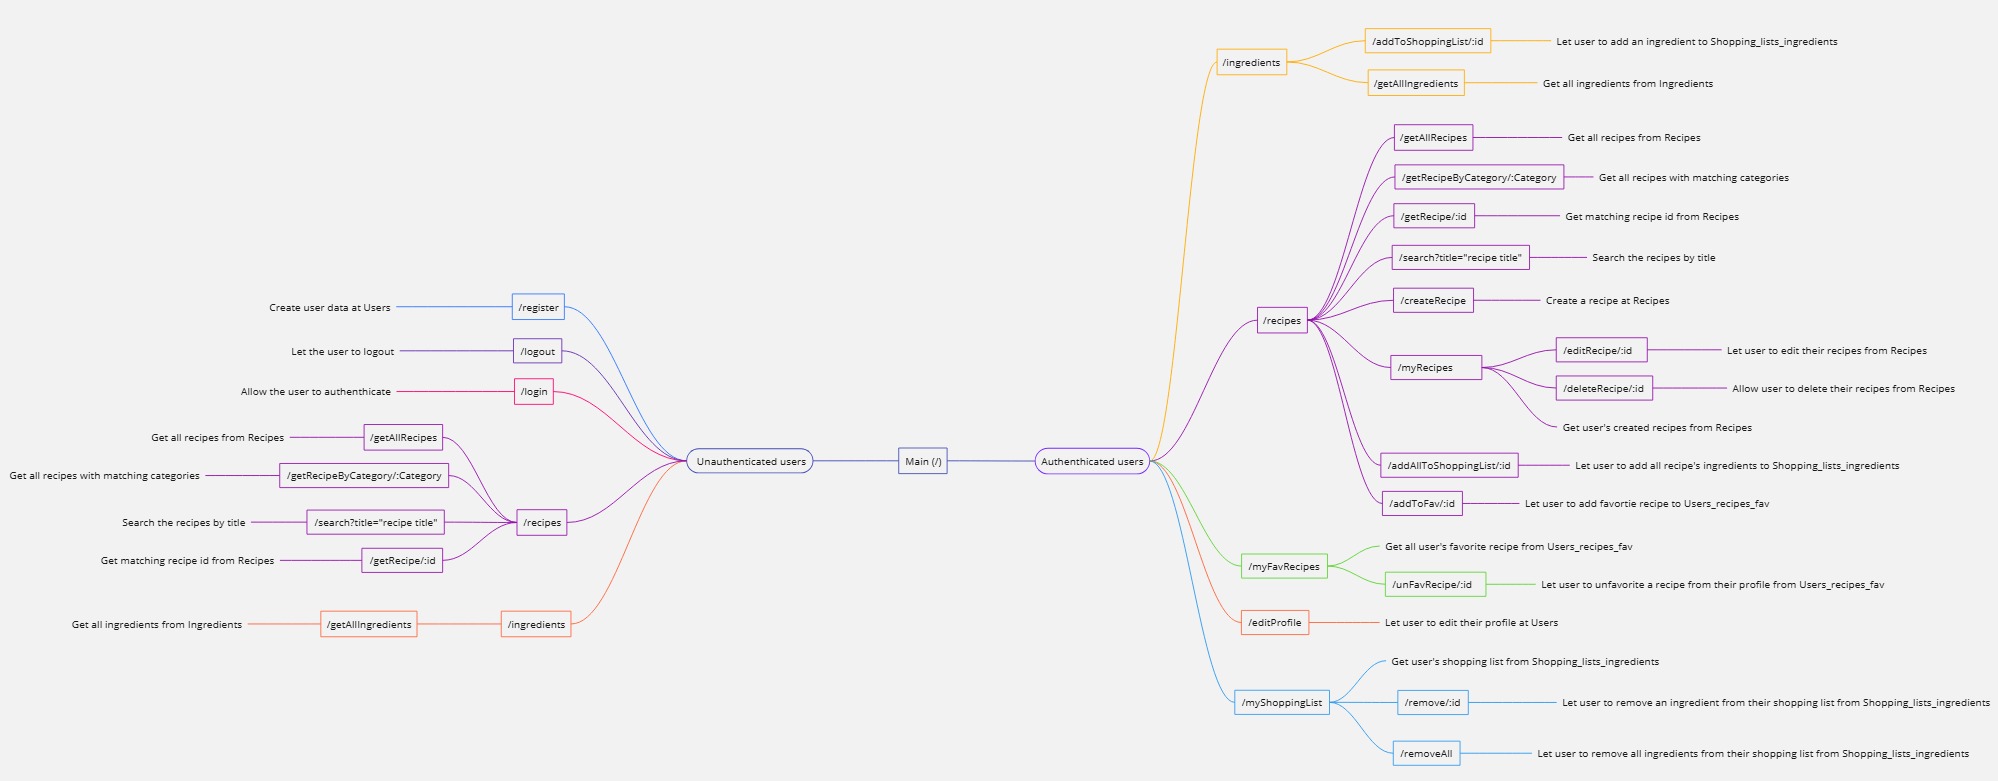 Main (/)
Unauthenticated users
/register
Create user data at Users
/logout
Let the user to logout
/login
Allow the user to authenthicate
/recipes
/getAllRecipes
Get all recipes from Recipes
/getRecipeByCategory/:Category
Get all recipes with matching categories
/search?title="recipe title"
Search the recipes by title
/getRecipe/:id
Get matching recipe id from Recipes
/ingredients
/getAllIngredients
Get all ingredients from Ingredients
Authenthicated users
/ingredients
/addToShoppingList/:id
Let user to add an ingredient to Shopping_lists_ingredients
/getAllIngredients
Get all ingredients from Ingredients
/recipes
/getAllRecipes
Get all recipes from Recipes
/getRecipeByCategory/:Category
Get all recipes with matching categories
/getRecipe/:id
Get matching recipe id from Recipes
/search?title="recipe title"
Search the recipes by title
/createRecipe
Create a recipe at Recipes
/myRecipes
/editRecipe/:id
Let user to edit their recipes from Recipes
/deleteRecipe/:id
Allow user to delete their recipes from Recipes
Get user's created recipes from Recipes
/addAllToShoppingList/:id
Let user to add all recipe's ingredients to Shopping_lists_ingredients
/addToFav/:id
Let user to add favortie recipe to Users_recipes_fav
/myFavRecipes
Get all user's favorite recipe from Users_recipes_fav
/unFavRecipe/:id
Let user to unfavorite a recipe from their profile from Users_recipes_fav
/editProfile
Let user to edit their profile at Users
/myShoppingList
Get user's shopping list from Shopping_lists_ingredients
/remove/:id
Let user to remove an ingredient from their shopping list from Shopping_lists_ingredients
/removeAll
Let user to remove all ingredients from their shopping list from Shopping_lists_ingredients